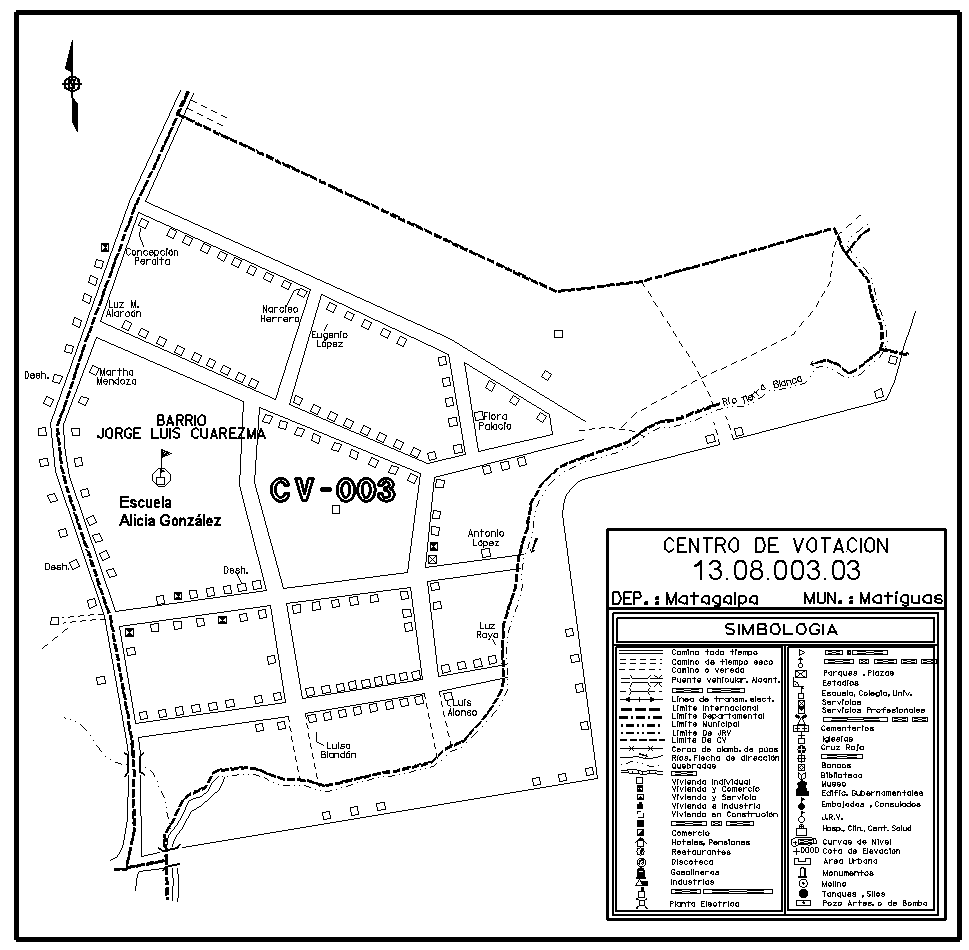 Concepción
Peralta
Luz M.
Alarcón
Narciso
Herrera
Eugenio
López
Desh.
Martha
Mendoza
Flora
Palacio
Blanca
BARRIO
JORGE LUIS CUAREZMA
CV-003
Escuela
Alicia González
Antonio
López
Desh.
Desh.
Luz
Raya
Luis
Alonso
Luisa
Blandón
CENTRO DE VOTACION
13.08.003.03
DEP.: Matagalpa MUN.: Matiguas
SIMBOLOGIA
Camino todo tiempo
Camino de tiempo seco
Camino o vereda
Puente vehicular, Alcant.
Línea de transm. elect.
Límite Internacional
Límite Departamental
Límite Municipal
Límite De JRV
Límite De CV
Cerca de alamb. de púas
Ríos, Flecha de dirección
Quebradas
Vivienda Individual
Vivienda y Comercio
Vivienda y Servicio
Vivienda e Industria
Vivienda en Construción
Comercio
Hoteles, Pensiones
Restaurantes
Discoteca
Gasolineras
Industrias
Planta Electrica
Parques, Plazas
Estadios
Escuela, Colegio, Univ.
Servicios
Servicios Profesionales
Cementerios
Iglesias
Cruz Roja
Bancos
Biblioteca
Museo
Edific. Gubernamentales
Embajadas, Consulados
J.R.V.
Hosp., Clin., Cent. Salud
Curvas de Nivel
Cota de Elevacion
Area Urbana
Monumentos
Molino
Tanques, Silos
Pozo Artes. o de Bomba